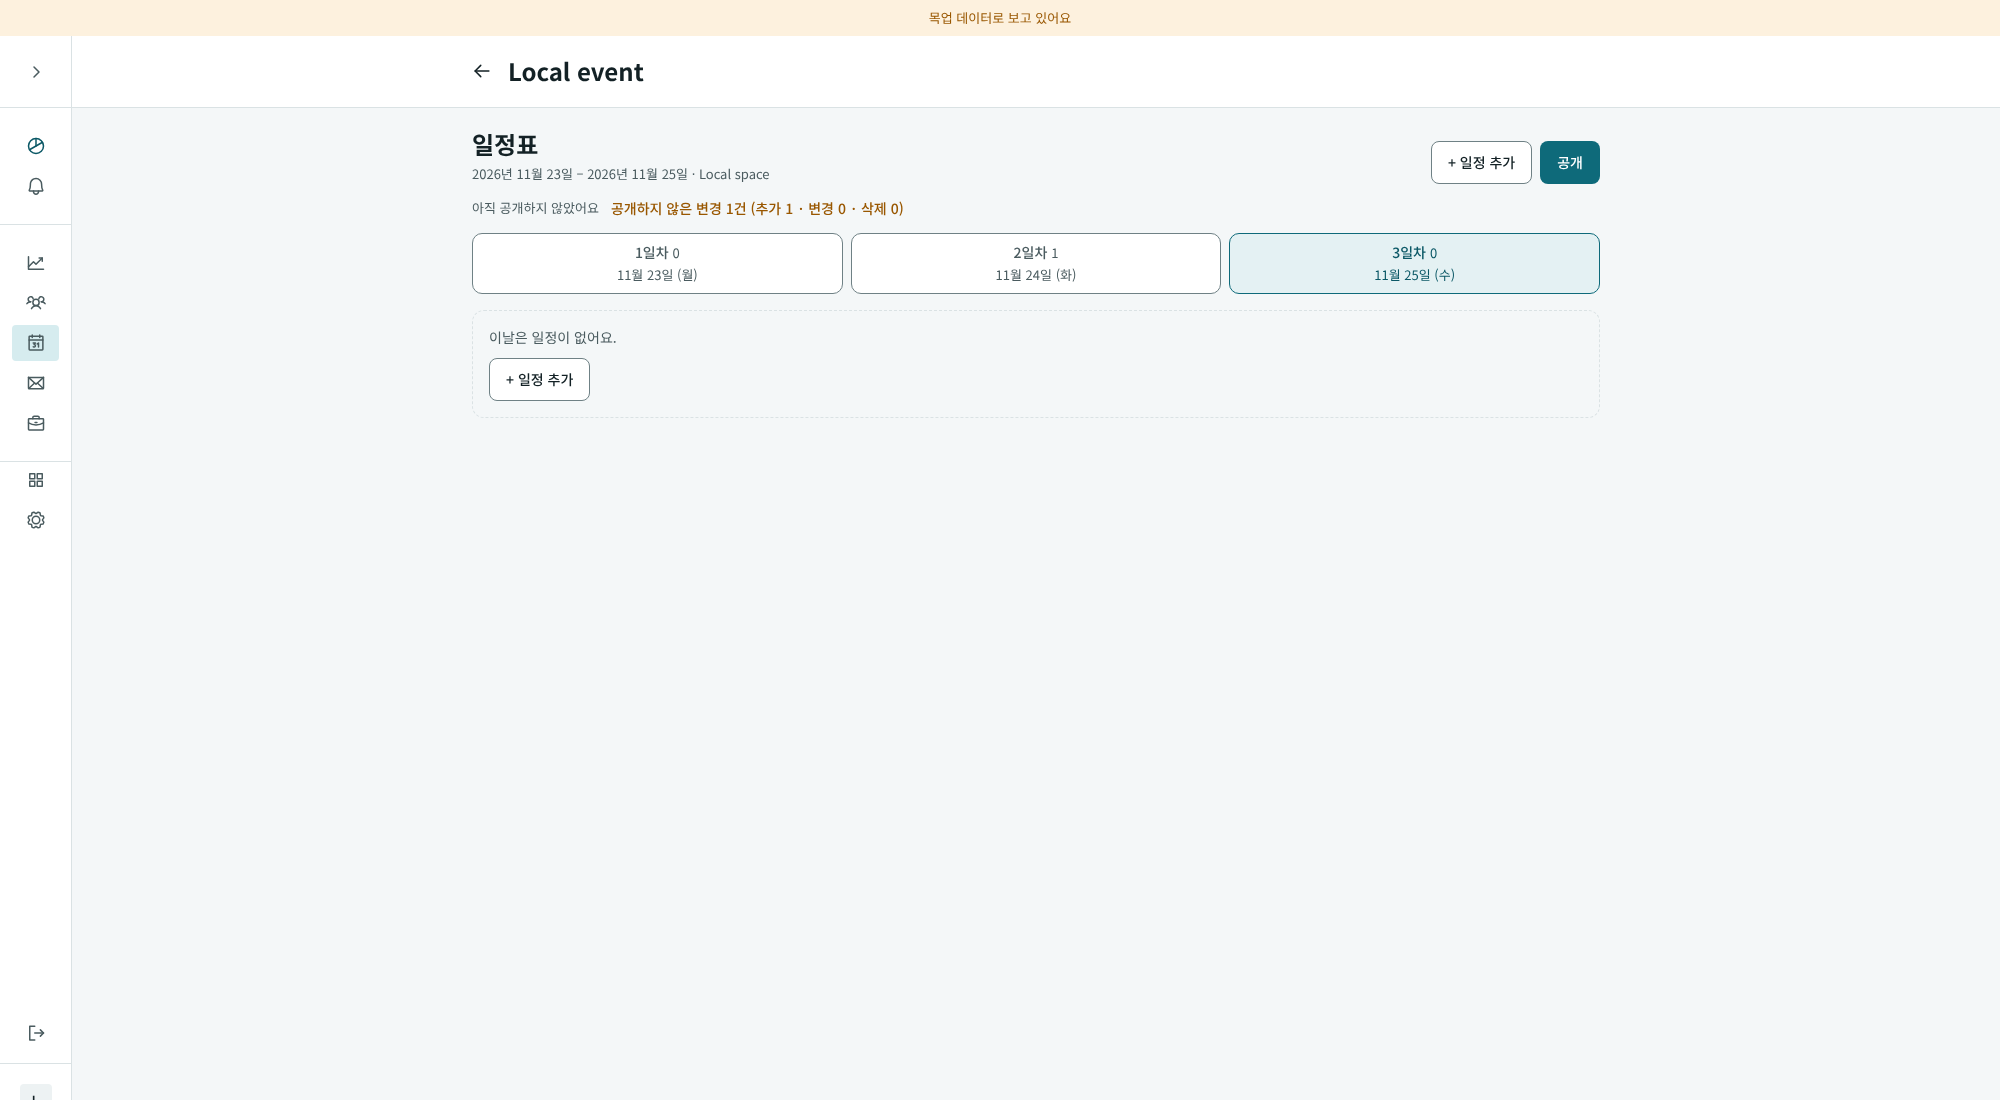 목업 데이터로 보고 있어요
Local event
일정표
2026년 11월 23일 – 2026년 11월 25일 · Local space
+ 일정 추가
공개
아직 공개하지 않았어요 공개하지 않은 변경 1건 (추가 1 · 변경 0 · 삭제 0)
1일차 0
11월 23일 (월)
2일차 1
11월 24일 (화)
3일차 0
11월 25일 (수)
이날은 일정이 없어요.
+ 일정 추가
31